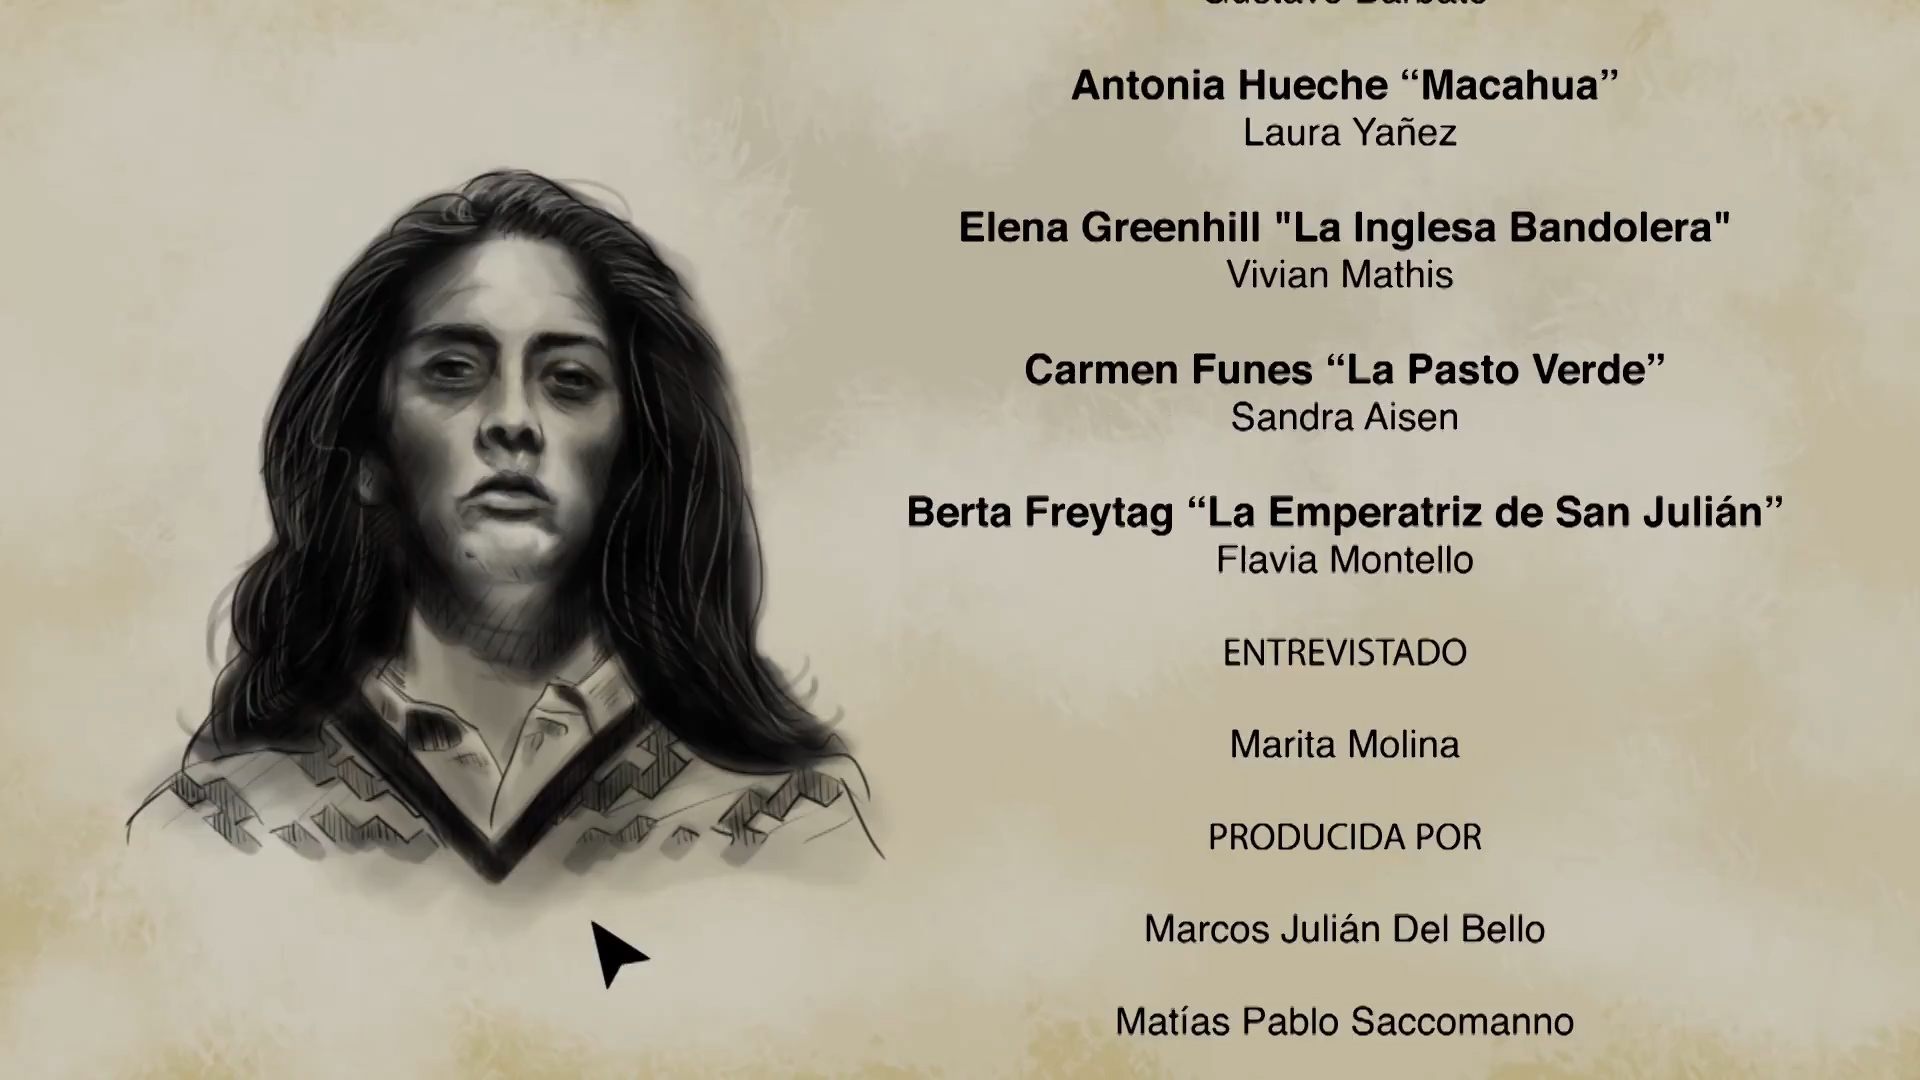 Antonia Hueche “Macahua”
Laura Yañez
Elena Greenhill "La Inglesa Bandolera"
Vivian Mathis
Carmen Funes “La Pasto Verde”
Sandra Aisen
Berta Freytag “La Emperatriz de San Julián”
Flavia Montello
ENTREVISTADO
Marita Molina
PRODUCIDA POR
Marcos Julián Del Bello
Matías Pablo Saccomanno